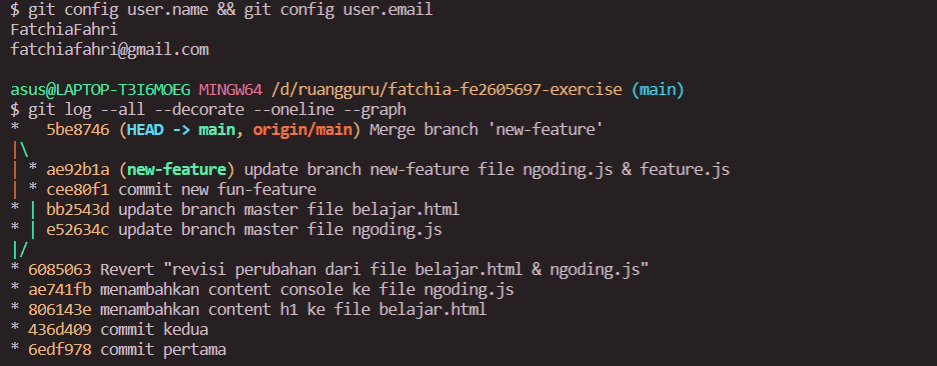 $ git config user.name && git config user.email
FatchiaFahri
fatchiafahri@gmail.com
asus@LAPTOP-T3I6MOEG MINGW64 /d/ruangguru/fatchia-fe2605697-exercise (main)
$ git log --all --decorate --oneline --graph
*   5be8746 (HEAD -> main, origin/main) Merge branch 'new-feature'
|\
| * ae92b1a (new-feature) update branch new-feature file ngoding.js & feature.js
| * cee80f1 commit new fun-feature
* | bb2543d update branch master file belajar.html
* | e52634c update branch master file ngoding.js
|/
* 6085063 Revert "revisi perubahan dari file belajar.html & ngoding.js"
* ae741fb menambahkan content console ke file ngoding.js
* 806143e menambahkan content h1 ke file belajar.html
* 436d409 commit kedua
* 6edf978 commit pertama